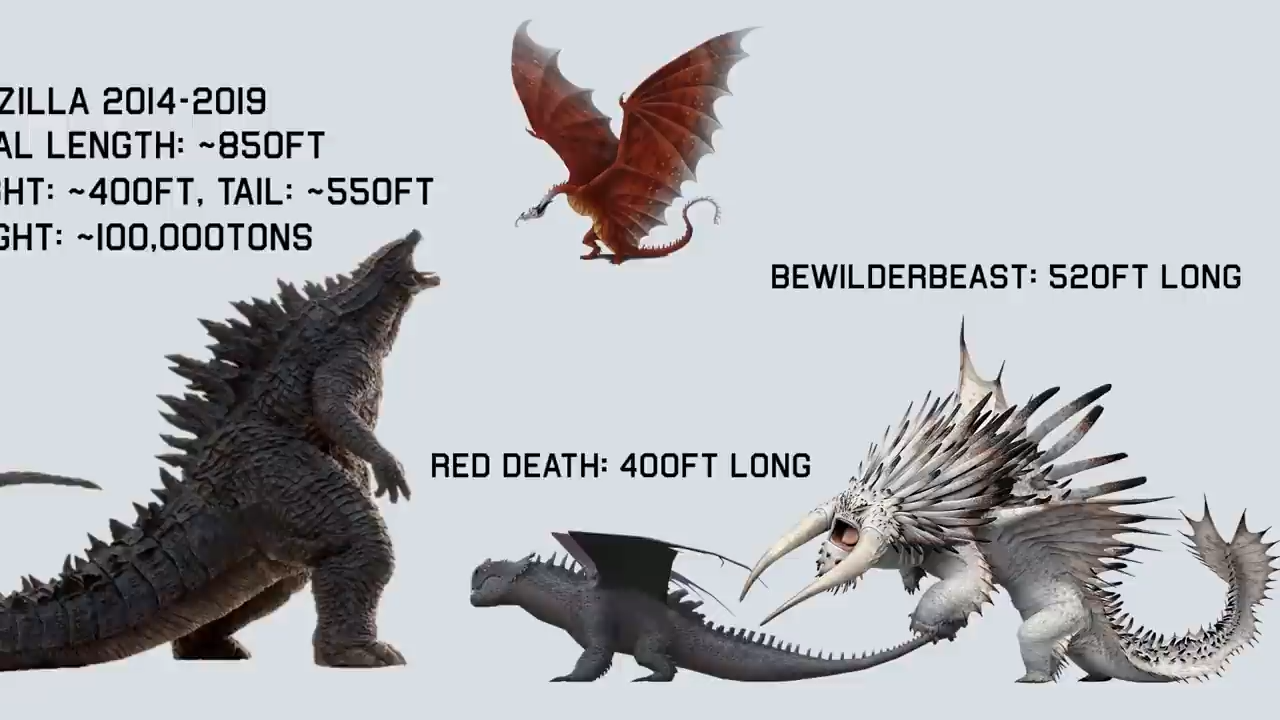 ZILLA 2014-2019
AL LENGTH: ~850FT
HT: ~400FT, TAIL: ~550FT
GHT: ~100,000TONS
BEWILDERBEAST: 520FT LONG
RED DEATH: 400FT LONG